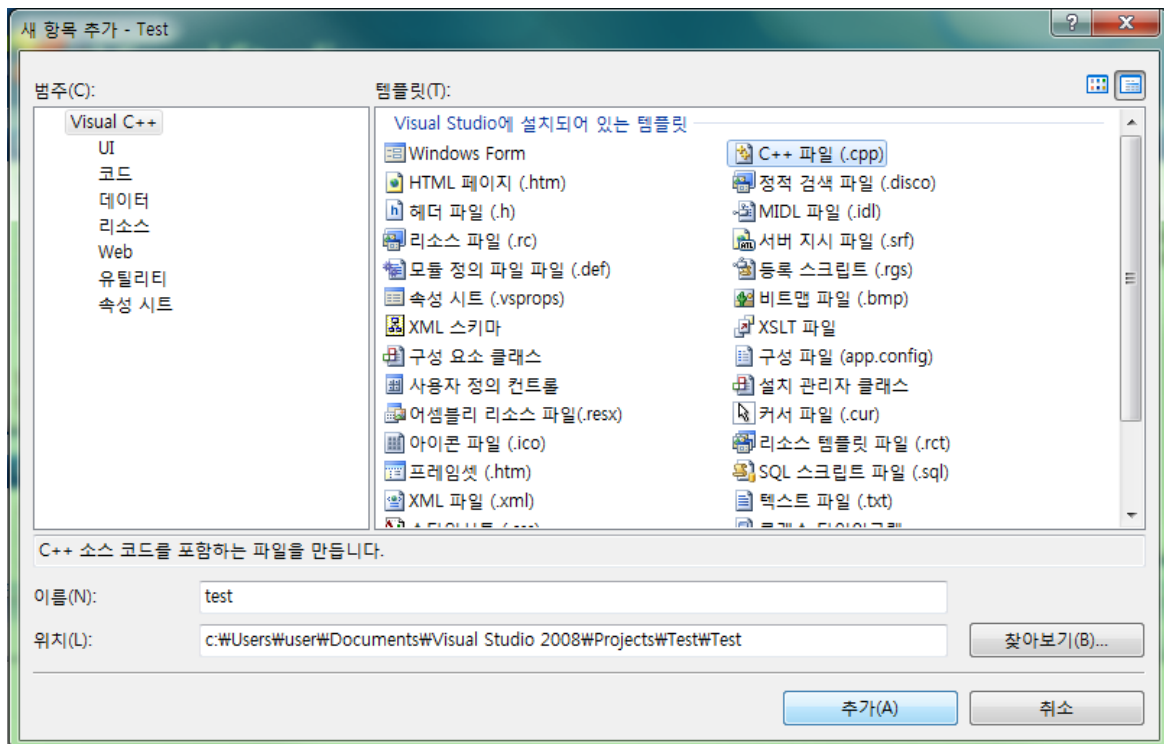 새 항목 추가 - Test
범주(C):
템플릿(T):
Visual C++
UI
코드
데이터
리소스
Web
유틸리티
속성 시트
Visual Studio에 설치되어 있는 템플릿
Windows Form
C++ 파일 (.cpp)
HTML 페이지 (.htm)
정적 검색 파일 (.disco)
헤더 파일 (.h)
MIDL 파일 (.idl)
리소스 파일 (.rc)
서버 지시 파일 (.srf)
모듈 정의 파일 파일 (.def)
등록 스크립트 (.rgs)
속성 시트 (.vsprops)
비트맵 파일 (.bmp)
XML 스키마
XSLT 파일
구성 요소 클래스
구성 파일 (app.config)
사용자 정의 컨트롤
설치 관리자 클래스
어셈블리 리소스 파일(.resx)
커서 파일 (.cur)
아이콘 파일 (.ico)
리소스 템플릿 파일 (.rct)
프레임셋 (.htm)
SQL 스크립트 파일 (.sql)
XML 파일 (.xml)
텍스트 파일 (.txt)
C++ 소스 코드를 포함하는 파일을 만듭니다.
이름(N):
test
위치(L):
c:₩Users₩user₩Documents₩Visual Studio 2008₩Projects₩Test₩Test
찾아보기(B)...
추가(A)
취소